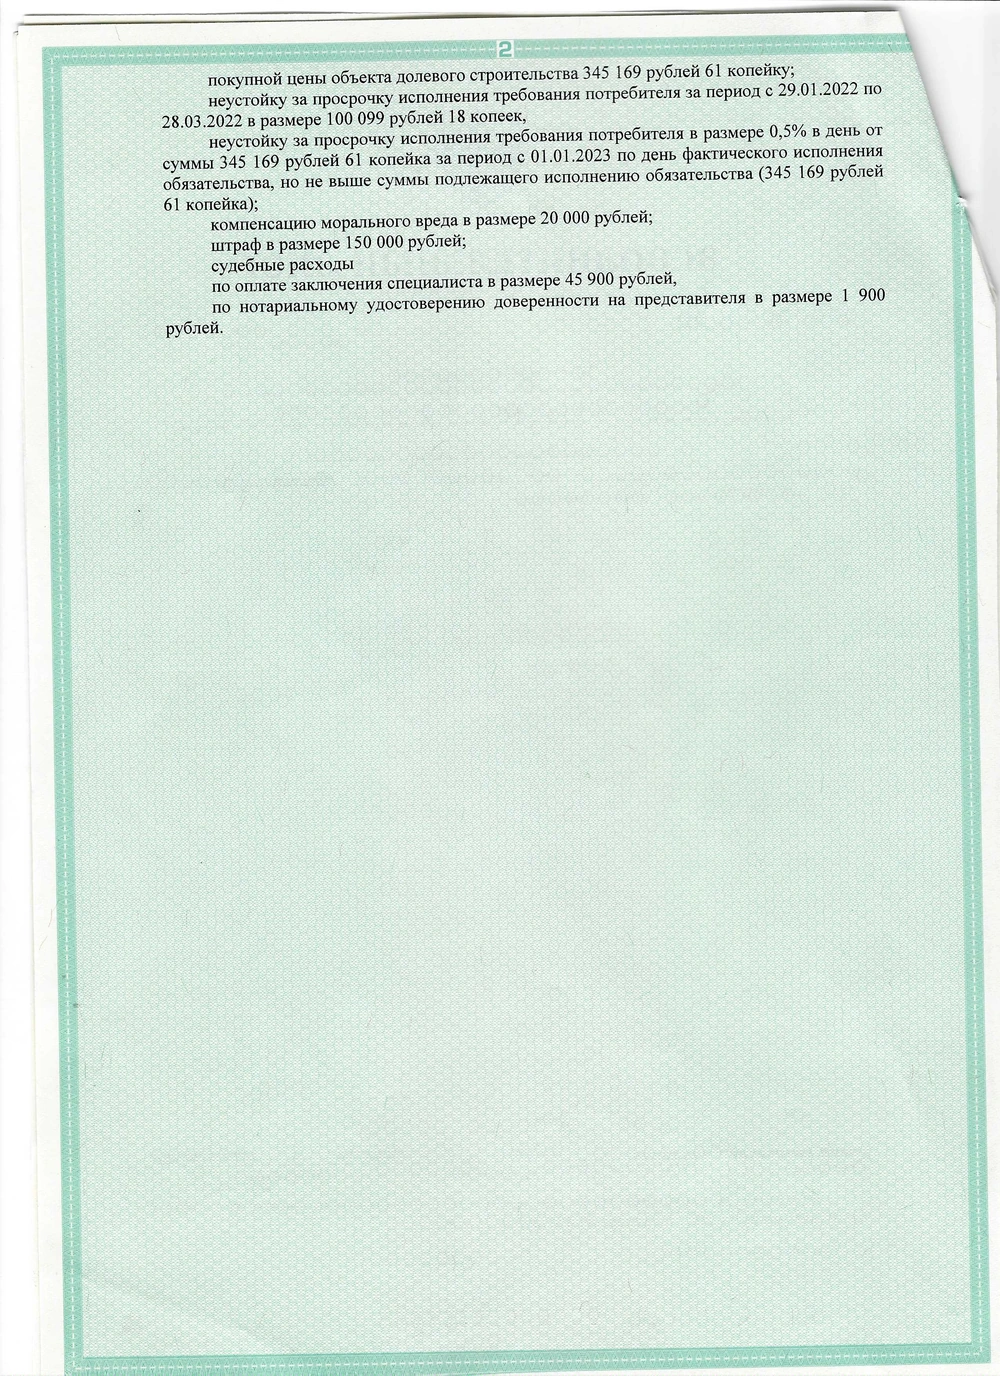 2
покупной цены объекта долевого строительства 345 169 рублей 61 копейку;
неустойку за просрочку исполнения требования потребителя за период с 29.01.2022 по
28.03.2022 в размере 100 099 рублей 18 копеек,
неустойку за просрочку исполнения требования потребителя в размере 0,5% в день от
суммы 345 169 рублей 61 копейка за период с 01.01.2023 по день фактического исполнения
обязательства, но не выше суммы подлежащего исполнению обязательства (345 169 рублей
61 копейка);
компенсацию морального вреда в размере 20 000 рублей;
штраф в размере 150 000 рублей;
судебные расходы
по оплате заключения специалиста в размере 45 900 рублей,
по нотариальному удостоверению доверенности на представителя в размере 1 900
рублей.